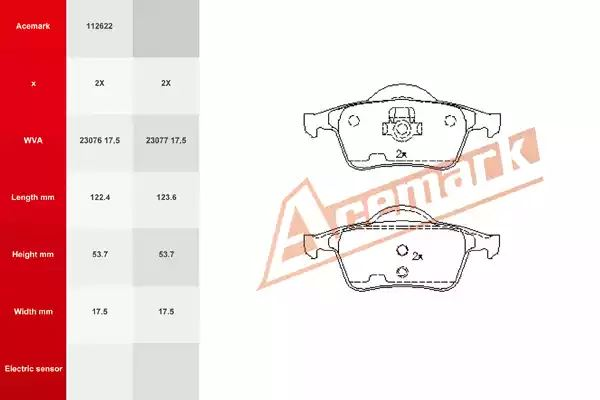 Acemark 112622
x 2X 2X
WVA 23076 17,5 23077 17,5
Length mm 122.4 123.6
Height mm 53.7 53.7
Width mm 17.5 17.5
Electric sensor
2x
2x
Acemark